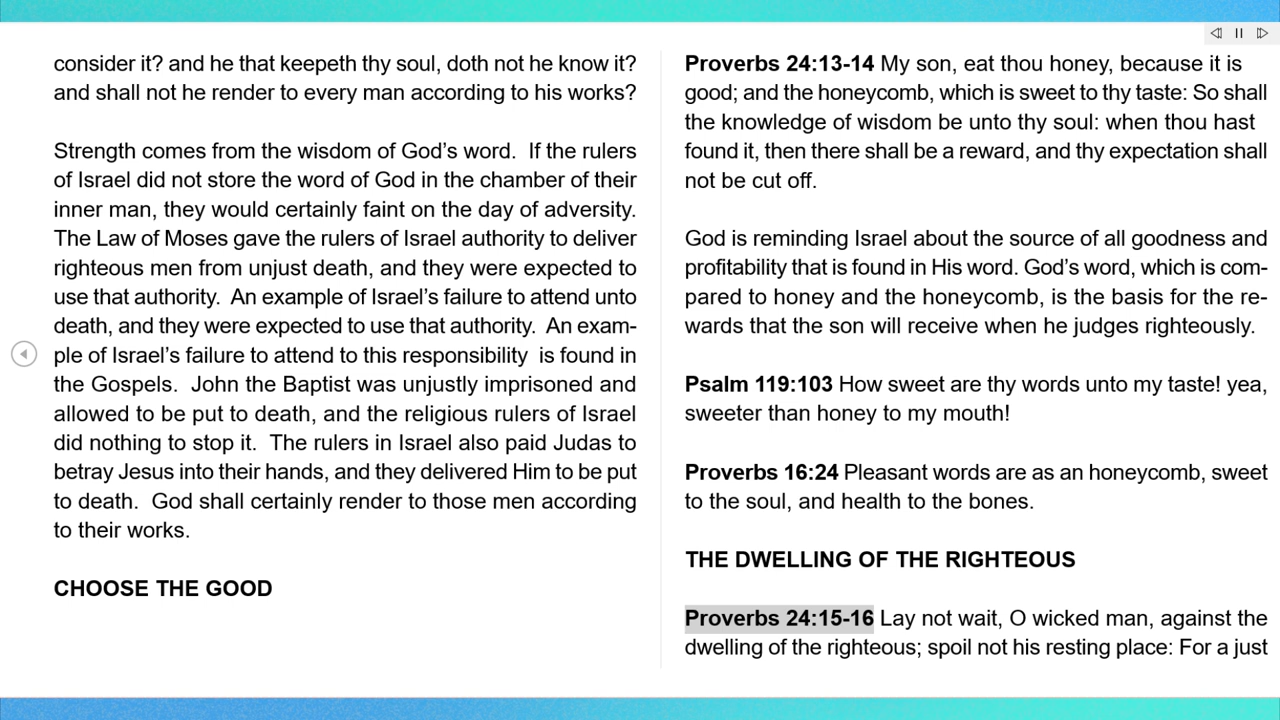 consider it? and he that keepeth thy soul, doth not he know it?
and shall not he render to every man according to his works?
Strength comes from the wisdom of God's word.  If the rulers
of Israel did not store the word of God in the chamber of their
inner man, they would certainly faint on the day of adversity.
The Law of Moses gave the rulers of Israel authority to deliver
righteous men from unjust death, and they were expected to
use that authority.  An example of Israel's failure to attend unto
death, and they were expected to use that authority.  An exam-
ple of Israel's failure to attend to this responsibility  is found in
the Gospels.  John the Baptist was unjustly imprisoned and
allowed to be put to death, and the religious rulers of Israel
did nothing to stop it.  The rulers in Israel also paid Judas to
betray Jesus into their hands, and they delivered Him to be put
to death.  God shall certainly render to those men according
to their works.
CHOOSE THE GOOD
Proverbs 24:13-14 My son, eat thou honey, because it is
good; and the honeycomb, which is sweet to thy taste: So shall
the knowledge of wisdom be unto thy soul: when thou hast
found it, then there shall be a reward, and thy expectation shall
not be cut off.
God is reminding Israel about the source of all goodness and
profitability that is found in His word. God's word, which is com-
pared to honey and the honeycomb, is the basis for the re-
wards that the son will receive when he judges righteously.
Psalm 119:103 How sweet are thy words unto my taste! yea,
sweeter than honey to my mouth!
Proverbs 16:24 Pleasant words are as an honeycomb, sweet
to the soul, and health to the bones.
THE DWELLING OF THE RIGHTEOUS
Proverbs 24:15-16 Lay not wait, O wicked man, against the
dwelling of the righteous; spoil not his resting place: For a just